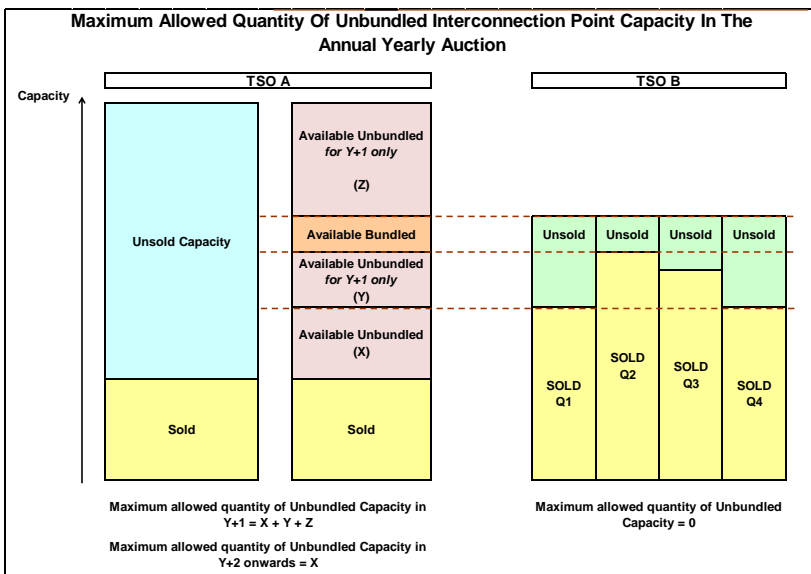 Maximum Allowed Quantity Of Unbundled Interconnection Point Capacity In The
Annual Yearly Auction
TSO A
TSO B
Capacity
Unsold Capacity
Sold
Available Unbundled
for Y+1 only
(Z)
Available Bundled
Available Unbundled
for Y+1 only
(Y)
Available Unbundled
(X)
Sold
Unsold
Unsold
Unsold
Unsold
SOLD
Q1
SOLD
Q2
SOLD
Q3
SOLD
Q4
Maximum allowed quantity of Unbundled Capacity in
Y+1 = X + Y + Z
Maximum allowed quantity of Unbundled Capacity in
Y+2 onwards = X
Maximum allowed quantity of Unbundled
Capacity = 0